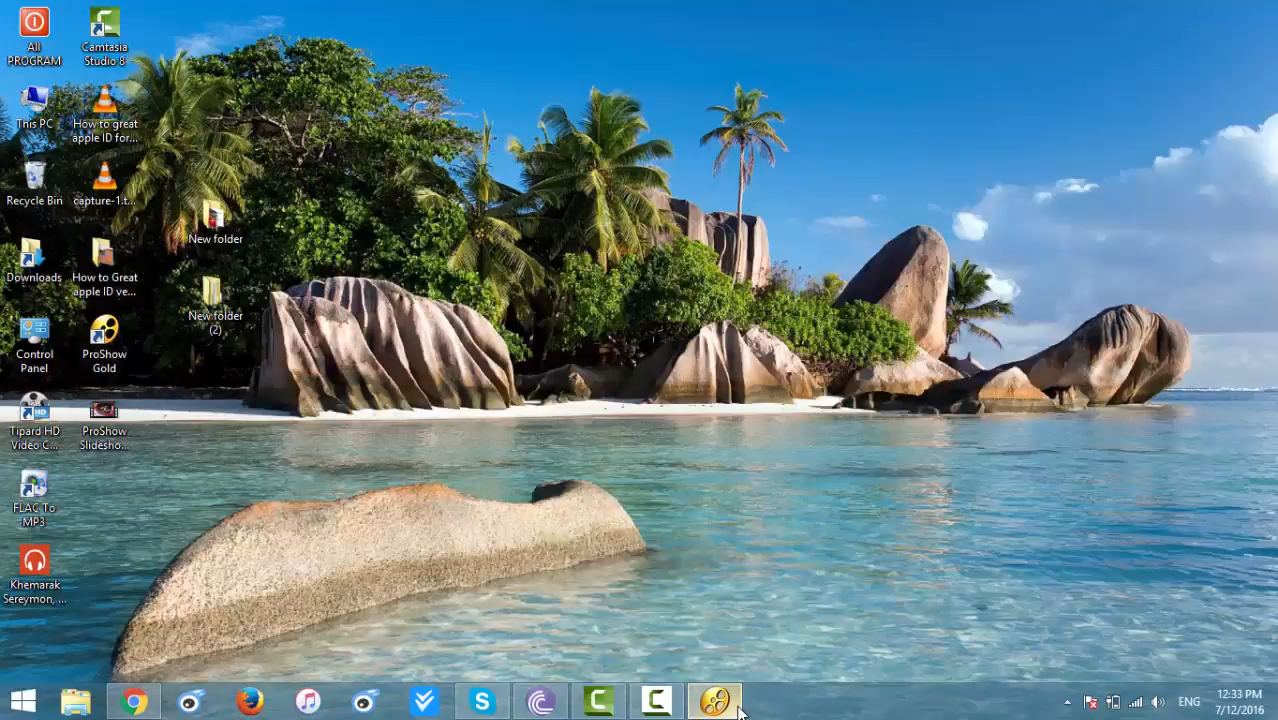 All
PROGRAM
Camtasia
Studio 8
This PC
How to great
apple ID for...
Recycle Bin
capture-1.t...
New folder
Downloads
How to Great
apple ID ve...
New folder
(2)
Control
Panel
ProShow
Gold
Tipard HD
Video C...
ProShow
Slidesho...
FLAC To
MP3
Khemarak
Sereymon, ...
ENG
12:33 PM
7/12/2016